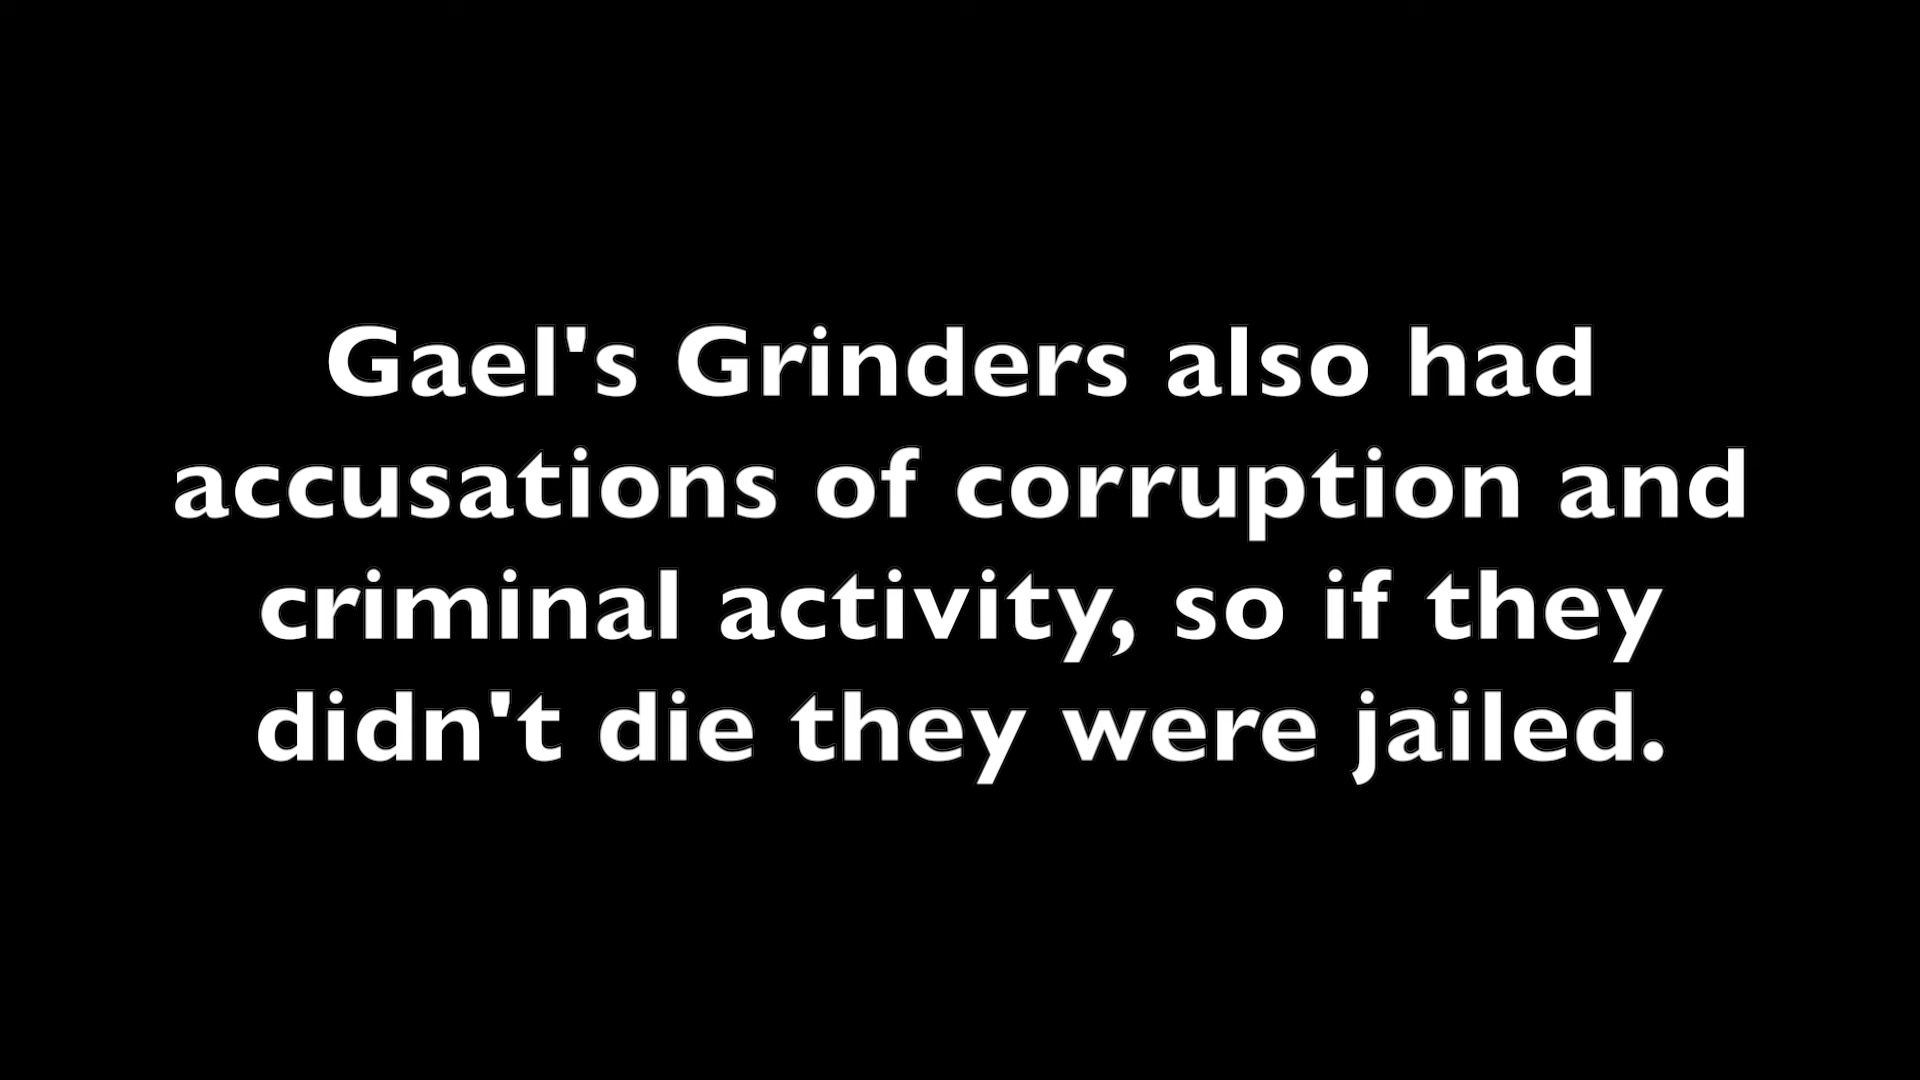 Gael's Grinders also had
accusations of corruption and
criminal activity, so if they
didn't die they were jailed.